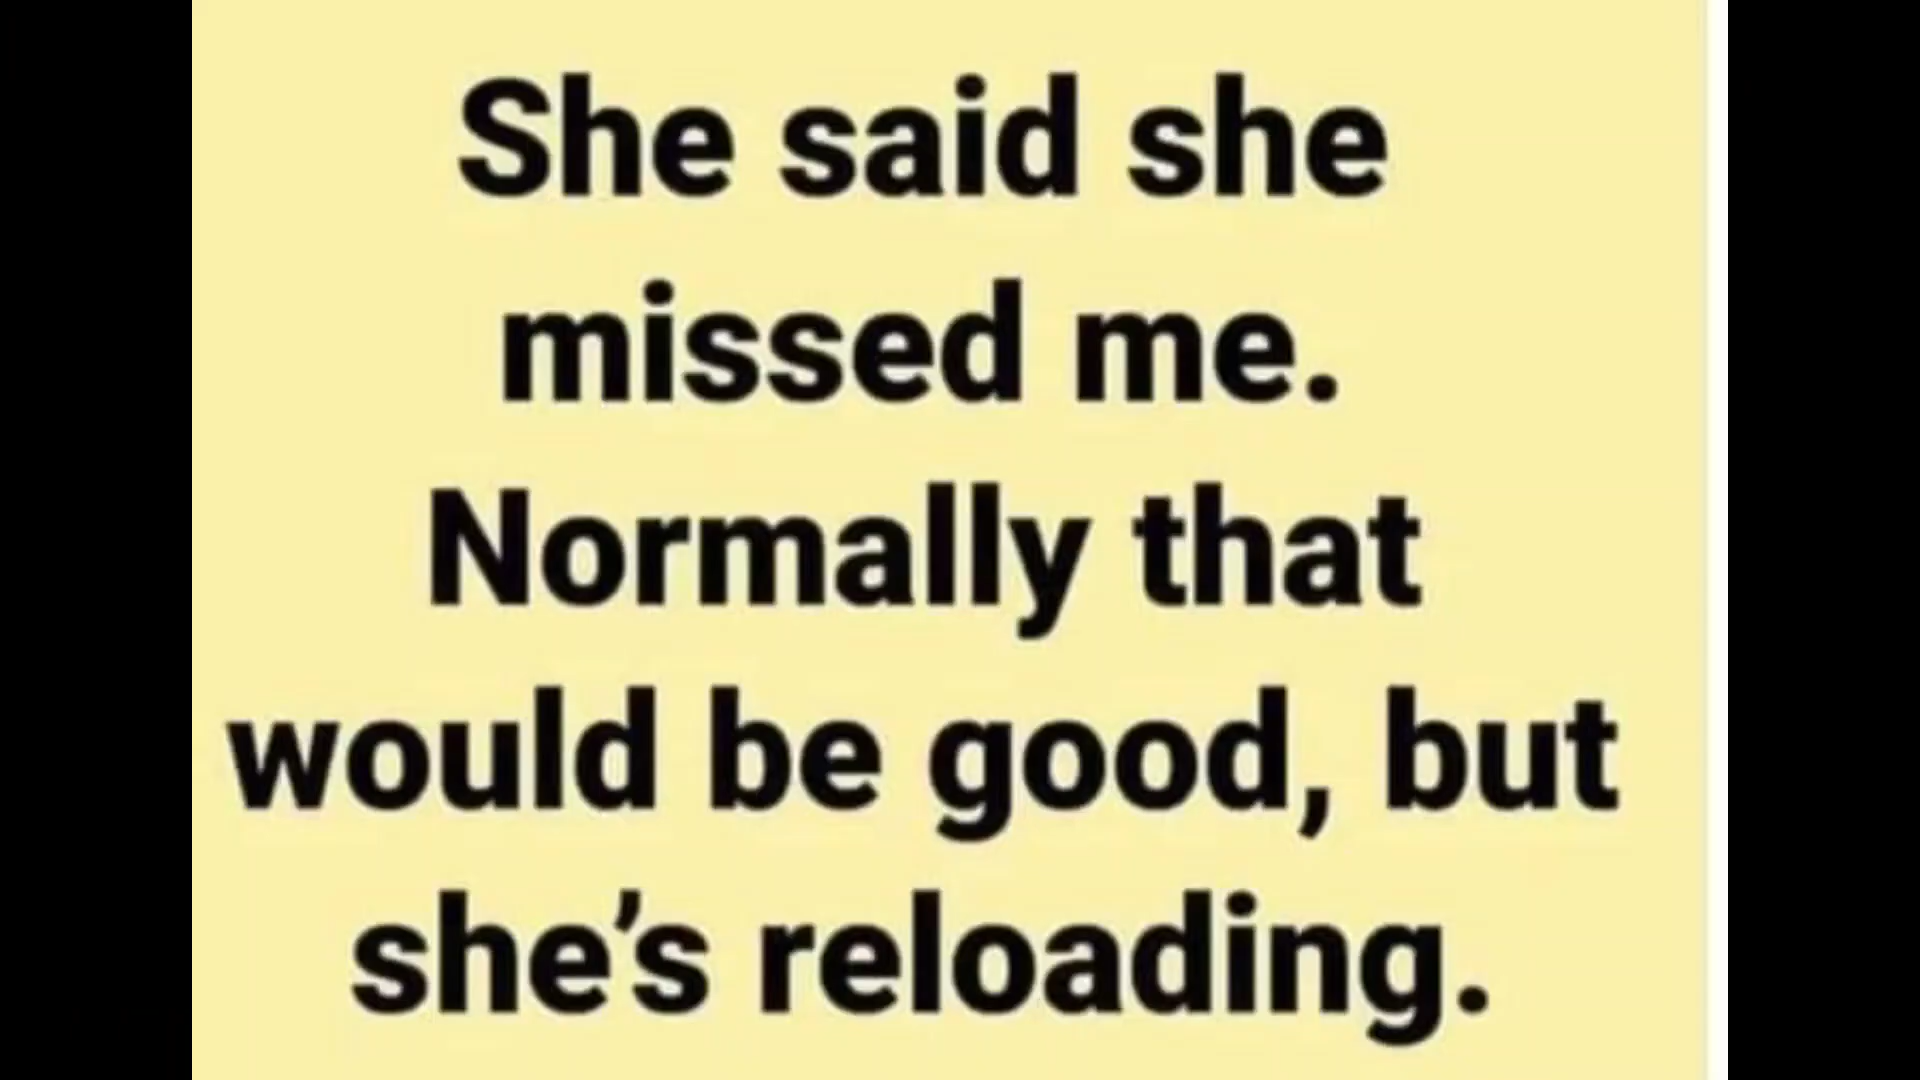 She said she
missed me.
Normally that
would be good, but
she’s reloading.